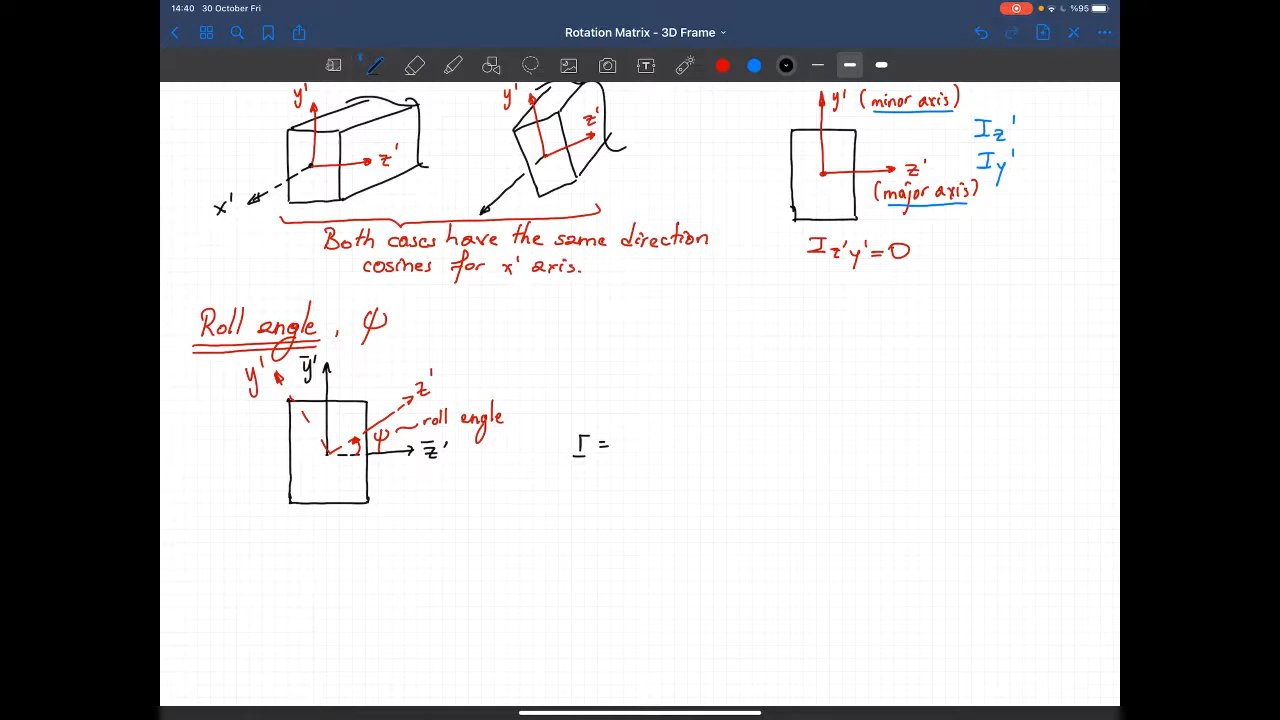 14:40 30 October Fri
%95
Rotation Matrix - 3D Frame
y'
z'
x'
y'
z'
y' (minor axis)
z'
(major axis)
Iz'
Iy'
Both cases have the same direction
cosines for x' axis.
Iz'y' = 0
Roll angle, ψ
y'
y̅'
z'
ψ
roll angle
z̅'
r =